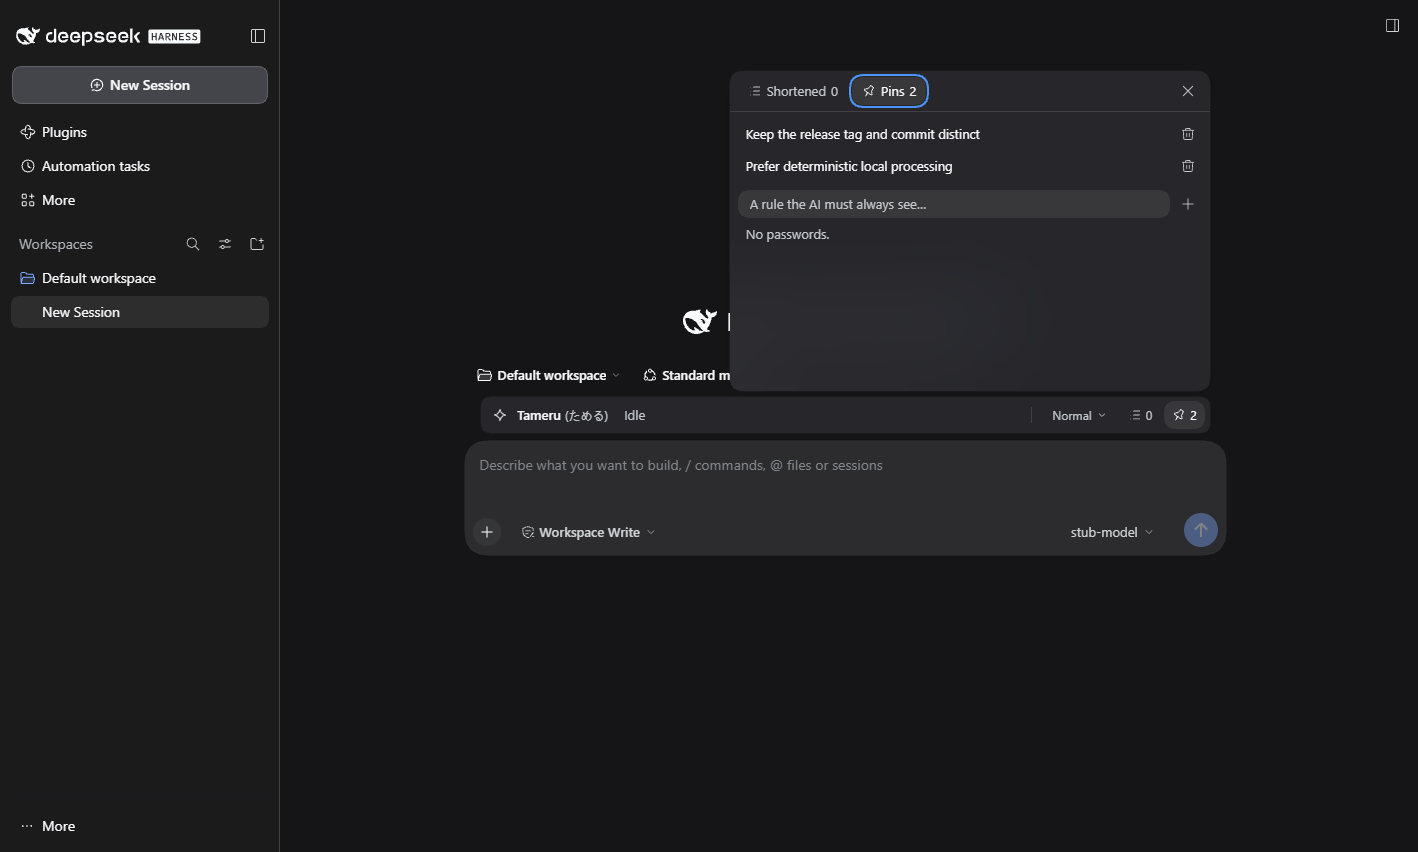 deepseek HARNESS
New Session
Plugins
Automation tasks
More
Workspaces
Default workspace
New Session
More
Shortened 0 Pins 2
Keep the release tag and commit distinct
Prefer deterministic local processing
A rule the AI must always see...
No passwords.
Default workspace Standard m
Tameru (ためる) Idle Normal 0 2
Describe what you want to build, / commands, @ files or sessions
Workspace Write stub-model